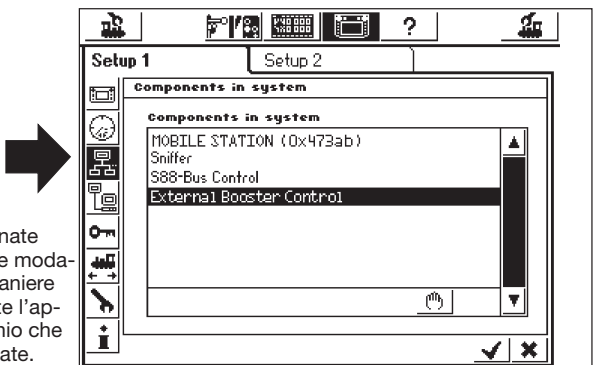 ?
Setup 1
Setup 2
Components in system
Components in system
MOBILE STATION (0x473ab)
Sniffer
S88-Bus Control
External Booster Control
nate
e moda-
aniere
te l'ap-
nio che
ate.